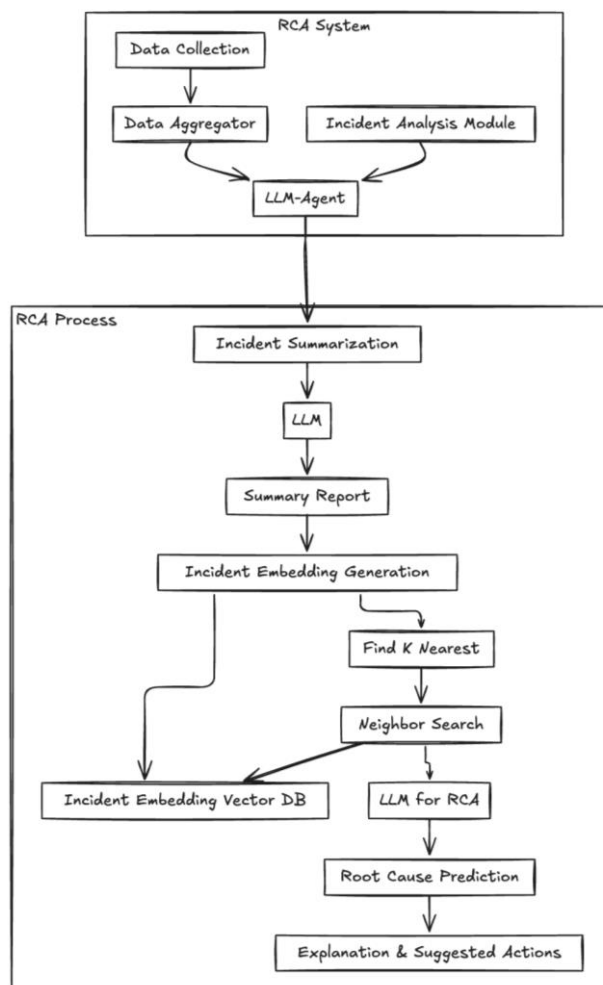 RCA System
Data Collection
Data Aggregator
Incident Analysis Module
LLM-Agent
RCA Process
Incident Summarization
LLM
Summary Report
Incident Embedding Generation
Find K Nearest
Neighbor Search
Incident Embedding Vector DB
LLM for RCA
Root Cause Prediction
Explanation & Suggested Actions